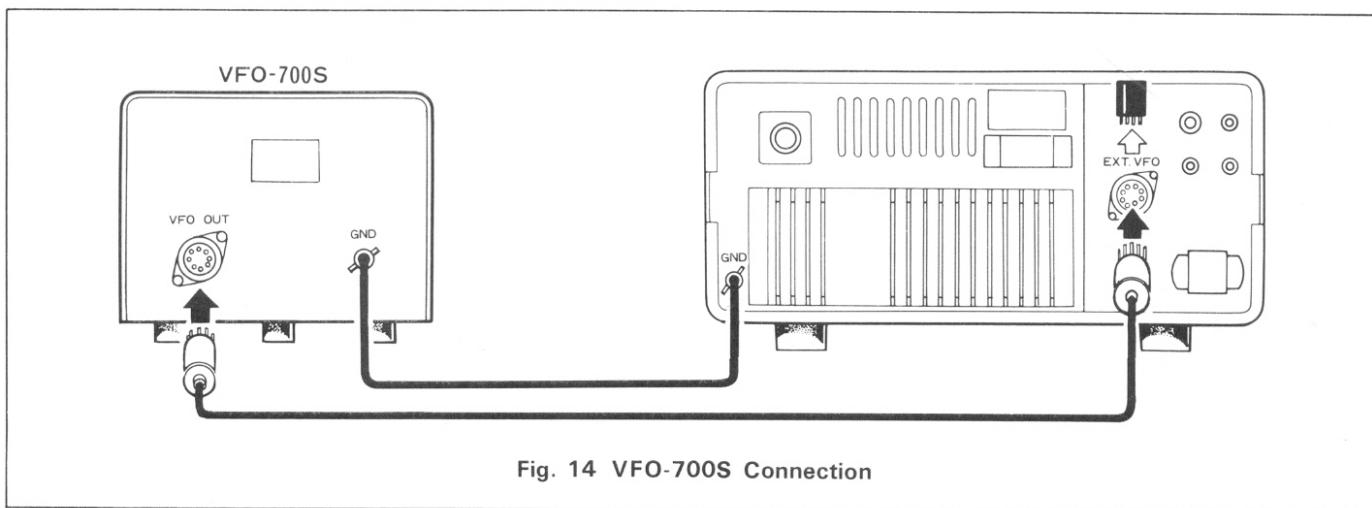 VFO-700S
VFO OUT
GND
GND
EXT. VFO
Fig. 14 VFO-700S Connection